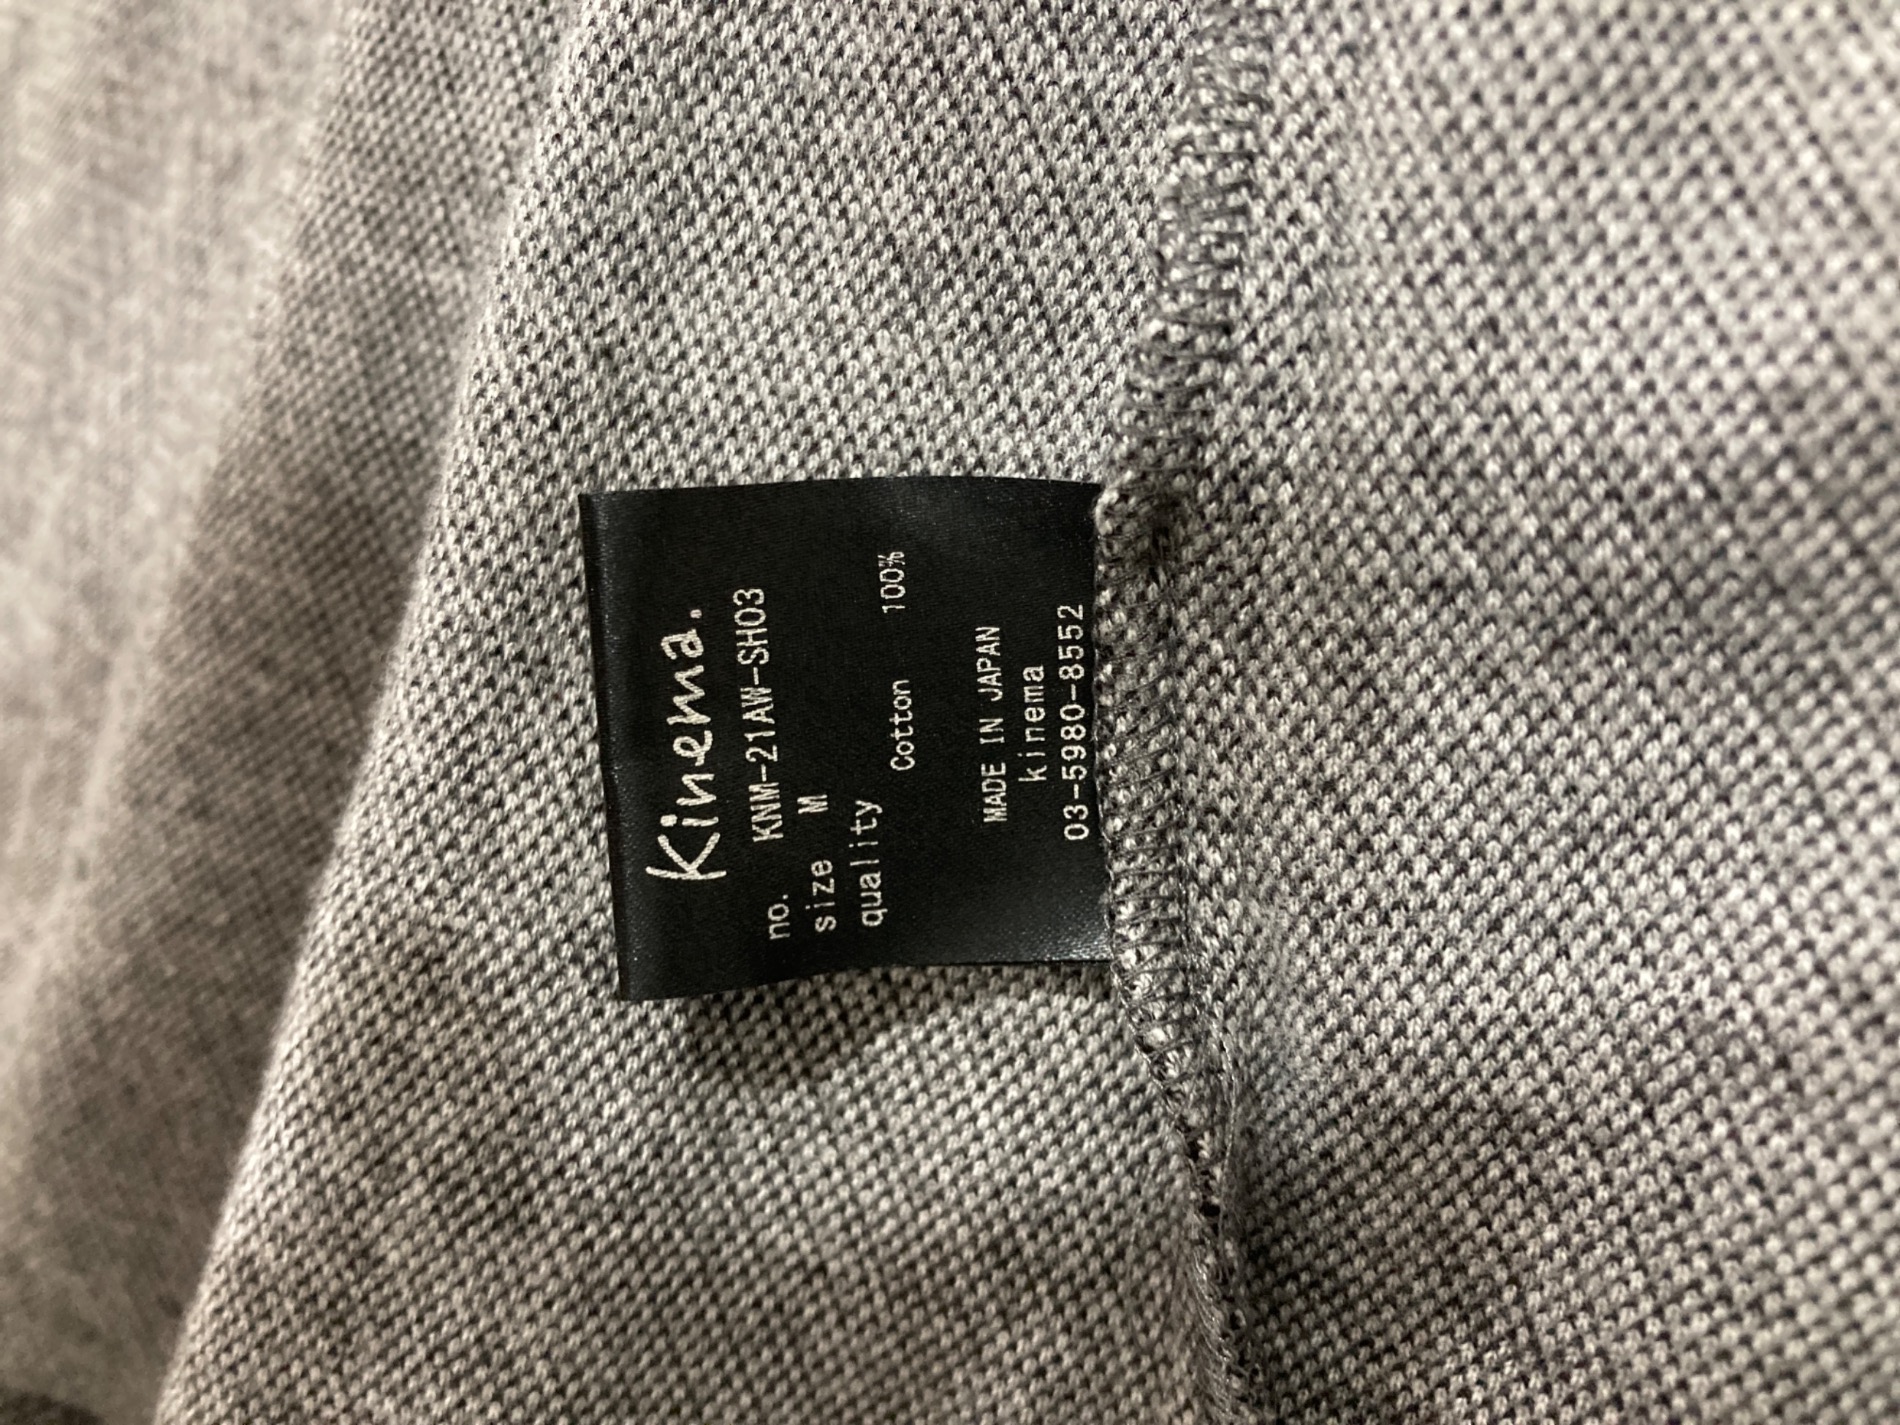 Kinema.
no. KNM-21AW-SH03
size M
quality
Cotton 100%
MADE IN JAPAN
kinema
03-5980-8552